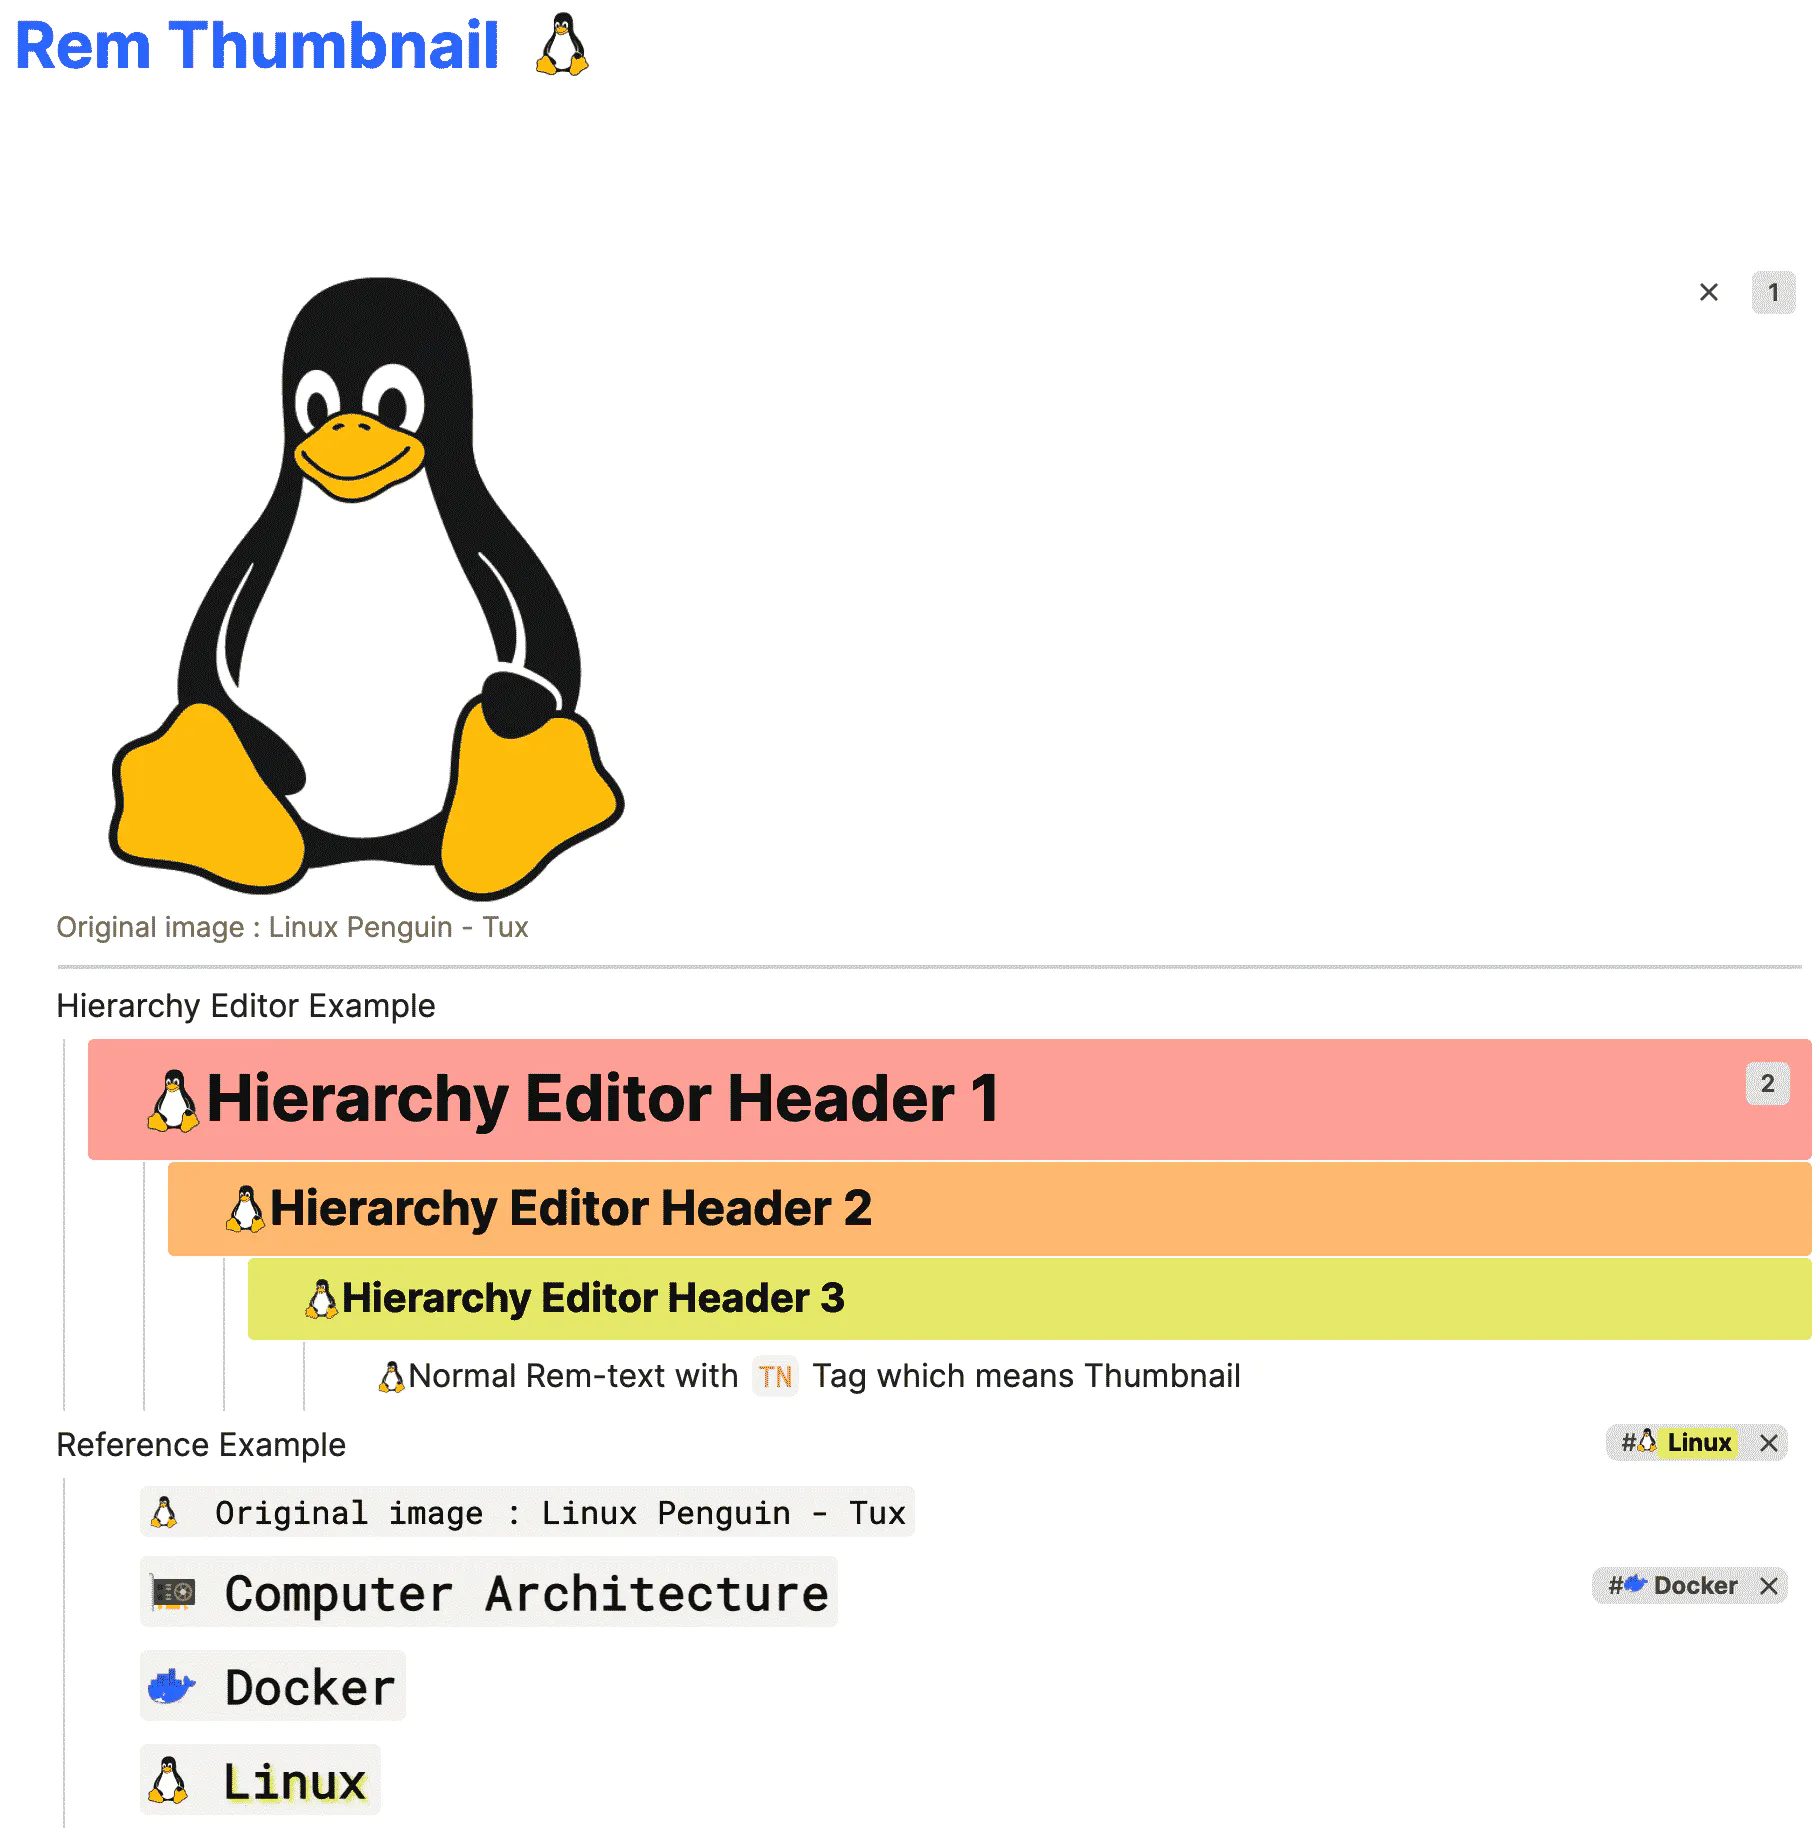 Rem Thumbnail
× 1
Original image : Linux Penguin - Tux
Hierarchy Editor Example
Hierarchy Editor Header 1
2
Hierarchy Editor Header 2
Hierarchy Editor Header 3
Normal Rem-text with TN Tag which means Thumbnail
Reference Example
# Linux ×
Original image : Linux Penguin - Tux
Computer Architecture
# Docker ×
Docker
Linux